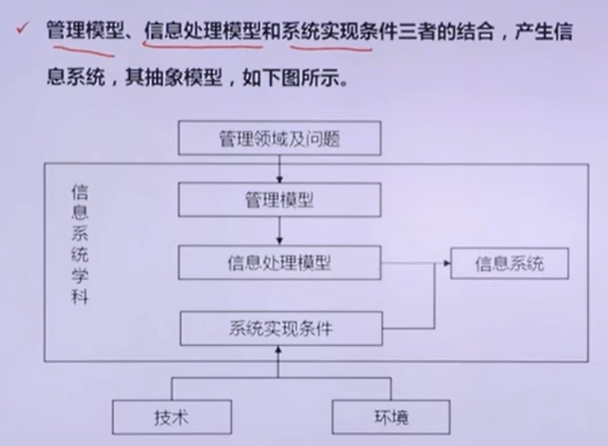 管理模型、信息处理模型和系统实现条件三者的结合，产生信
息系统，其抽象模型，如下图所示。
管理领域及问题
信息系统学科
管理模型
信息处理模型
信息系统
系统实现条件
技术
环境